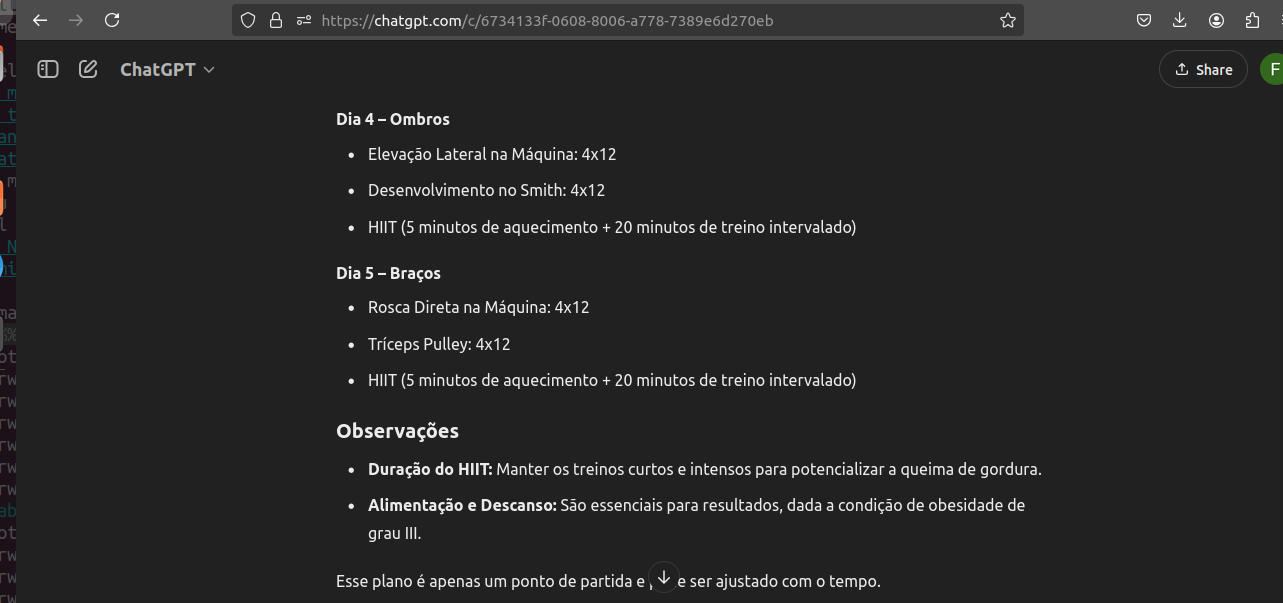 https://chatgpt.com/c/6734133f-0608-8006-a778-7389e6d270eb
ChatGPT
Share
F
Dia 4 – Ombros
Elevação Lateral na Máquina: 4x12
Desenvolvimento no Smith: 4x12
HIIT (5 minutos de aquecimento + 20 minutos de treino intervalado)
Dia 5 – Braços
Rosca Direta na Máquina: 4x12
Tríceps Pulley: 4x12
HIIT (5 minutos de aquecimento + 20 minutos de treino intervalado)
Observações
Duração do HIIT: Manter os treinos curtos e intensos para potencializar a queima de gordura.
Alimentação e Descanso: São essenciais para resultados, dada a condição de obesidade de
grau III.
Esse plano é apenas um ponto de partida e ser ajustado com o tempo.